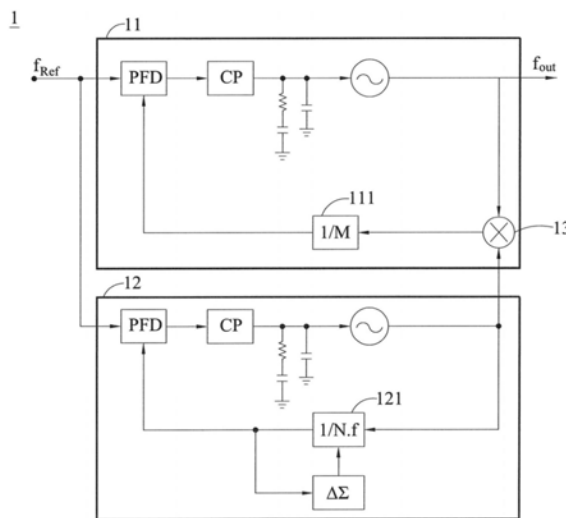 1
11
f_Ref
PFD
CP
f_out
111
1/M
13
12
PFD
CP
121
1/N.f
ΔΣ